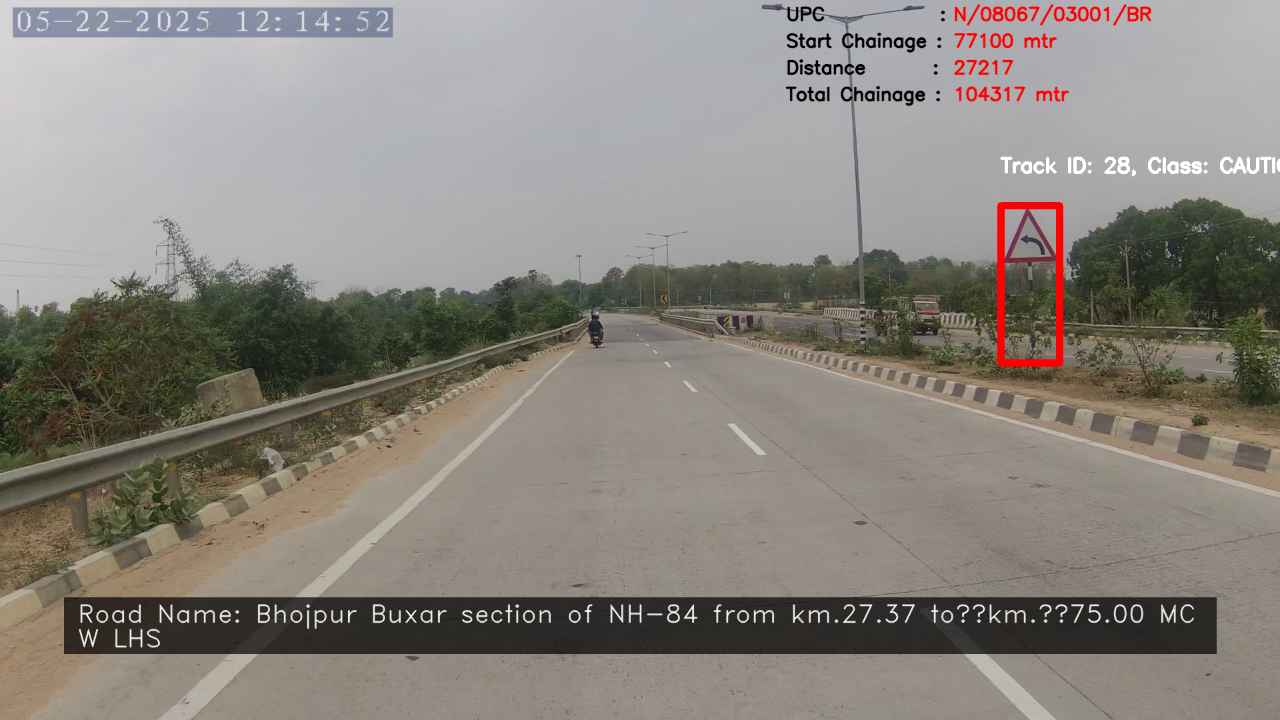 05-22-2025 12:14:52
UPC : N/08067/03001/BR
Start Chainage : 77100 mtr
Distance : 27217
Total Chainage : 104317 mtr
Track ID: 28, Class: CAUTIO
Road Name: Bhojpur Buxar section of NH-84 from km.27.37 to??km.??75.00 MC
W LHS